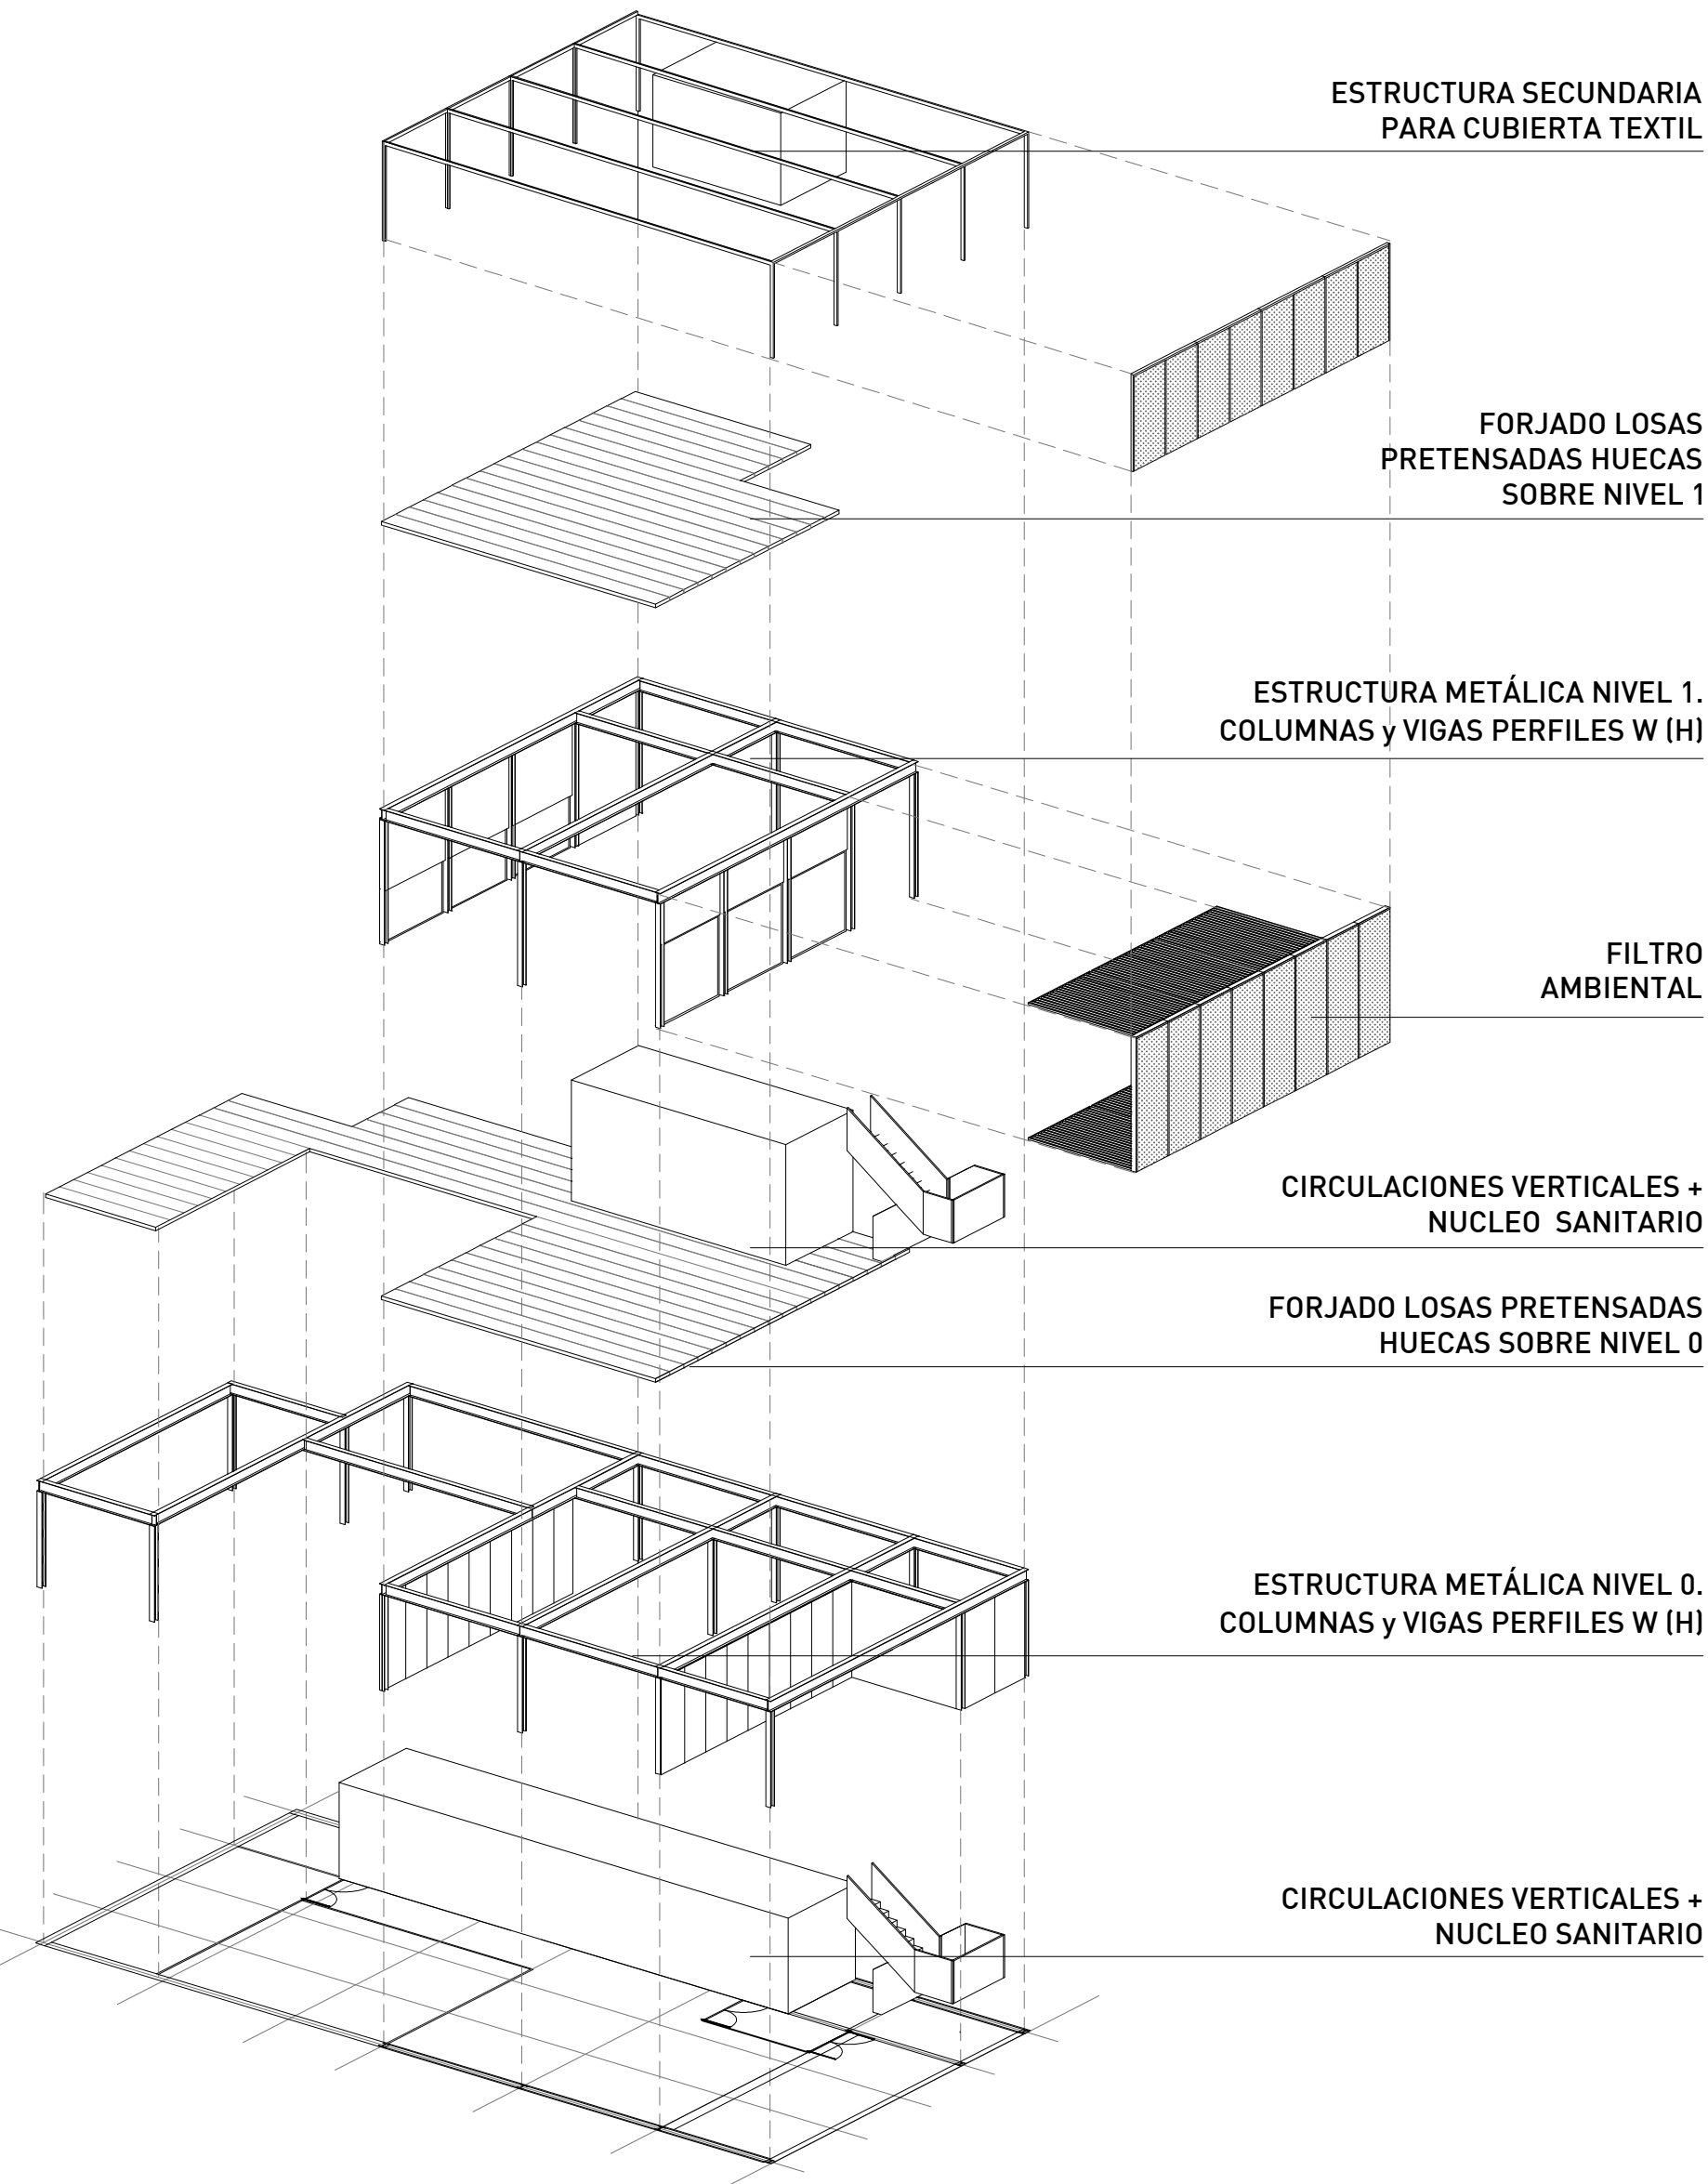 ESTRUCTURA SECUNDARIA
PARA CUBIERTA TEXTIL
FORJADO LOSAS
PRETENSADAS HUECAS
SOBRE NIVEL 1
ESTRUCTURA METÁLICA NIVEL 1.
COLUMNAS y VIGAS PERFILES W (H)
FILTRO
AMBIENTAL
CIRCULACIONES VERTICALES +
NUCLEO SANITARIO
FORJADO LOSAS PRETENSADAS
HUECAS SOBRE NIVEL 0
ESTRUCTURA METÁLICA NIVEL 0.
COLUMNAS y VIGAS PERFILES W (H)
CIRCULACIONES VERTICALES +
NUCLEO SANITARIO